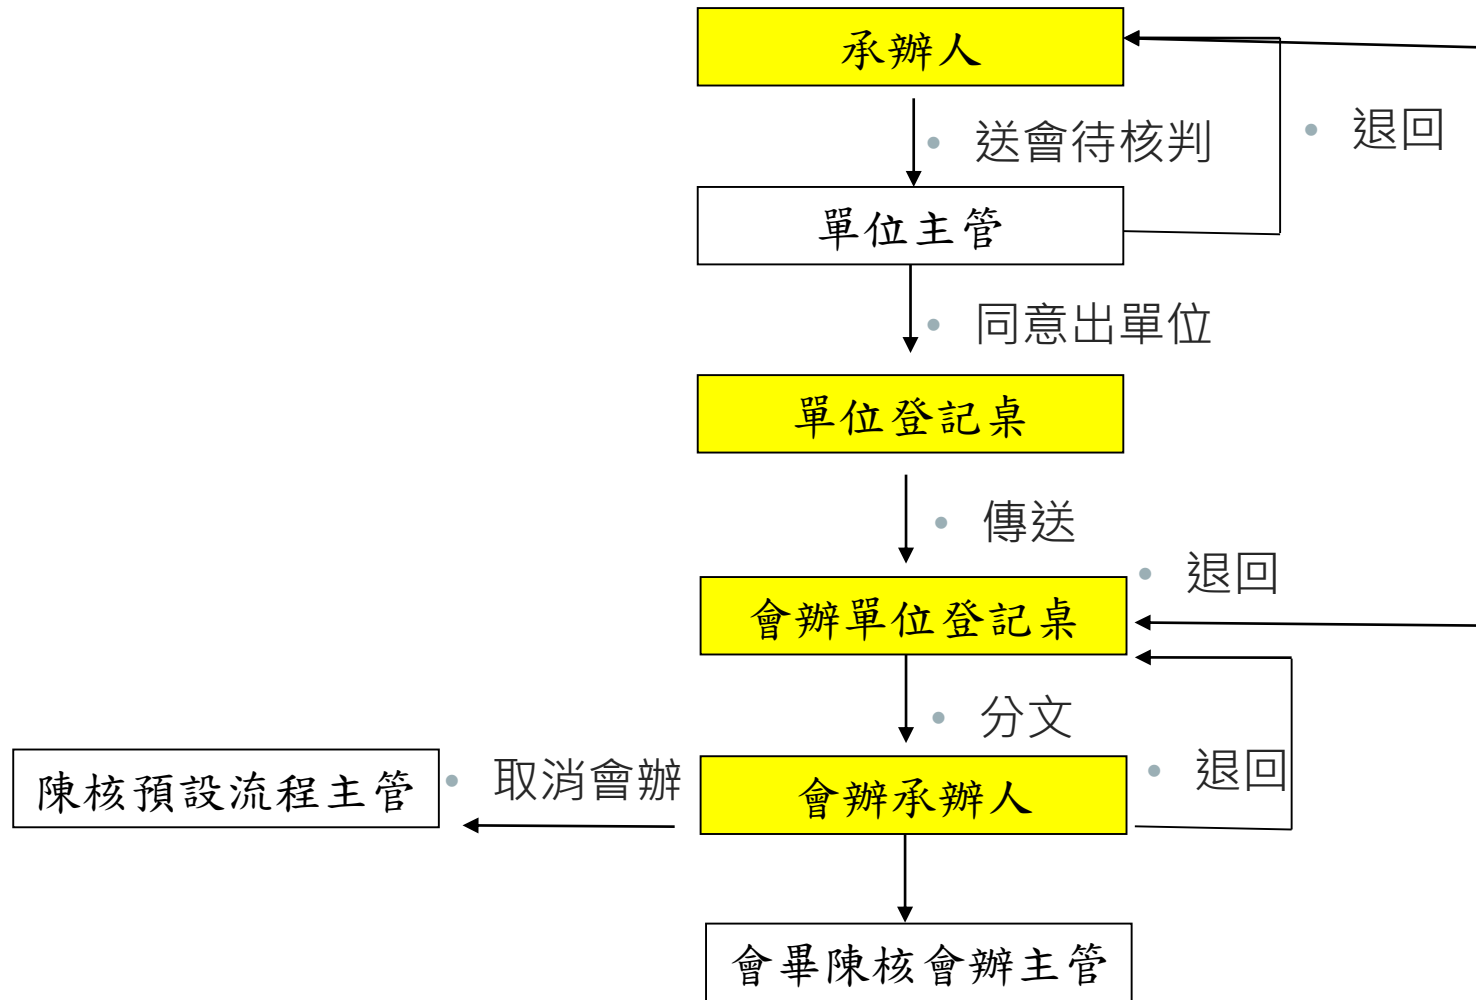 承辦人
• 送會待核判
• 退回
單位主管
• 同意出單位
單位登記桌
• 傳送
• 退回
會辦單位登記桌
• 分文
• 退回
陳核預設流程主管
• 取消會辦
會辦承辦人
會畢陳核會辦主管